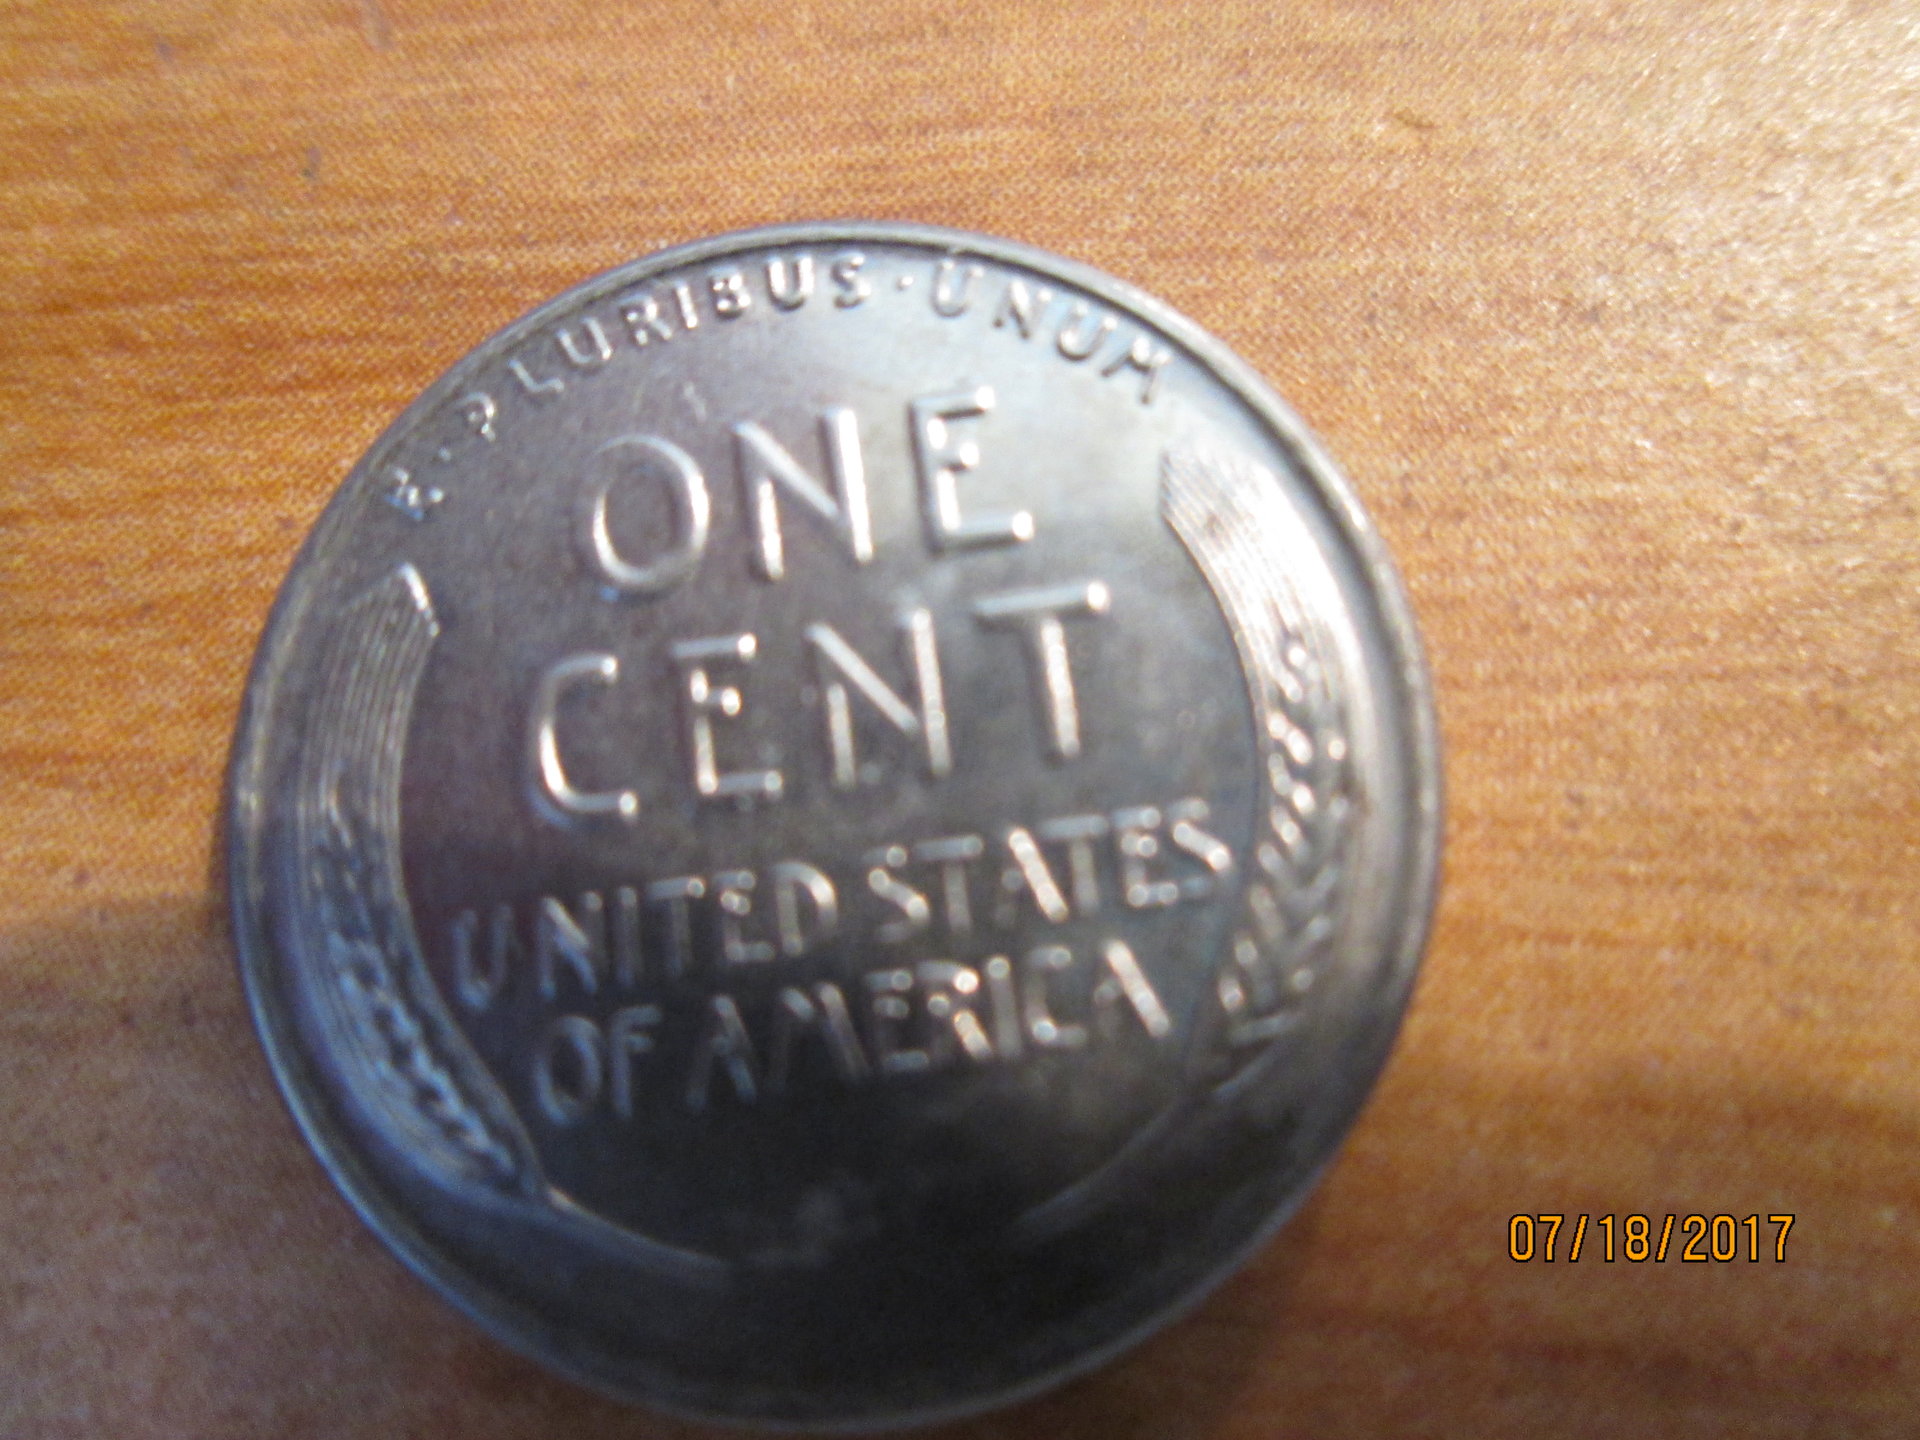 E · PLURIBUS · UNUM
ONE
CENT
UNITED STATES
OF AMERICA
07/18/2017